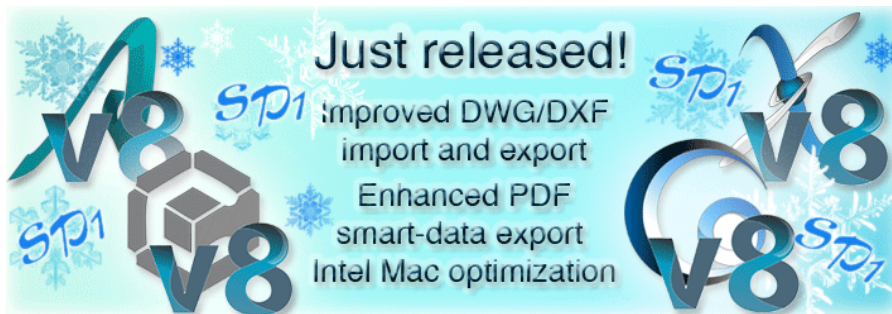 Just released!
SP1
SP1
Improved DWG/DXF
import and export
v8
v8
Enhanced PDF
smart-data export
Intel Mac optimization
SP1
v8
v8
SP1